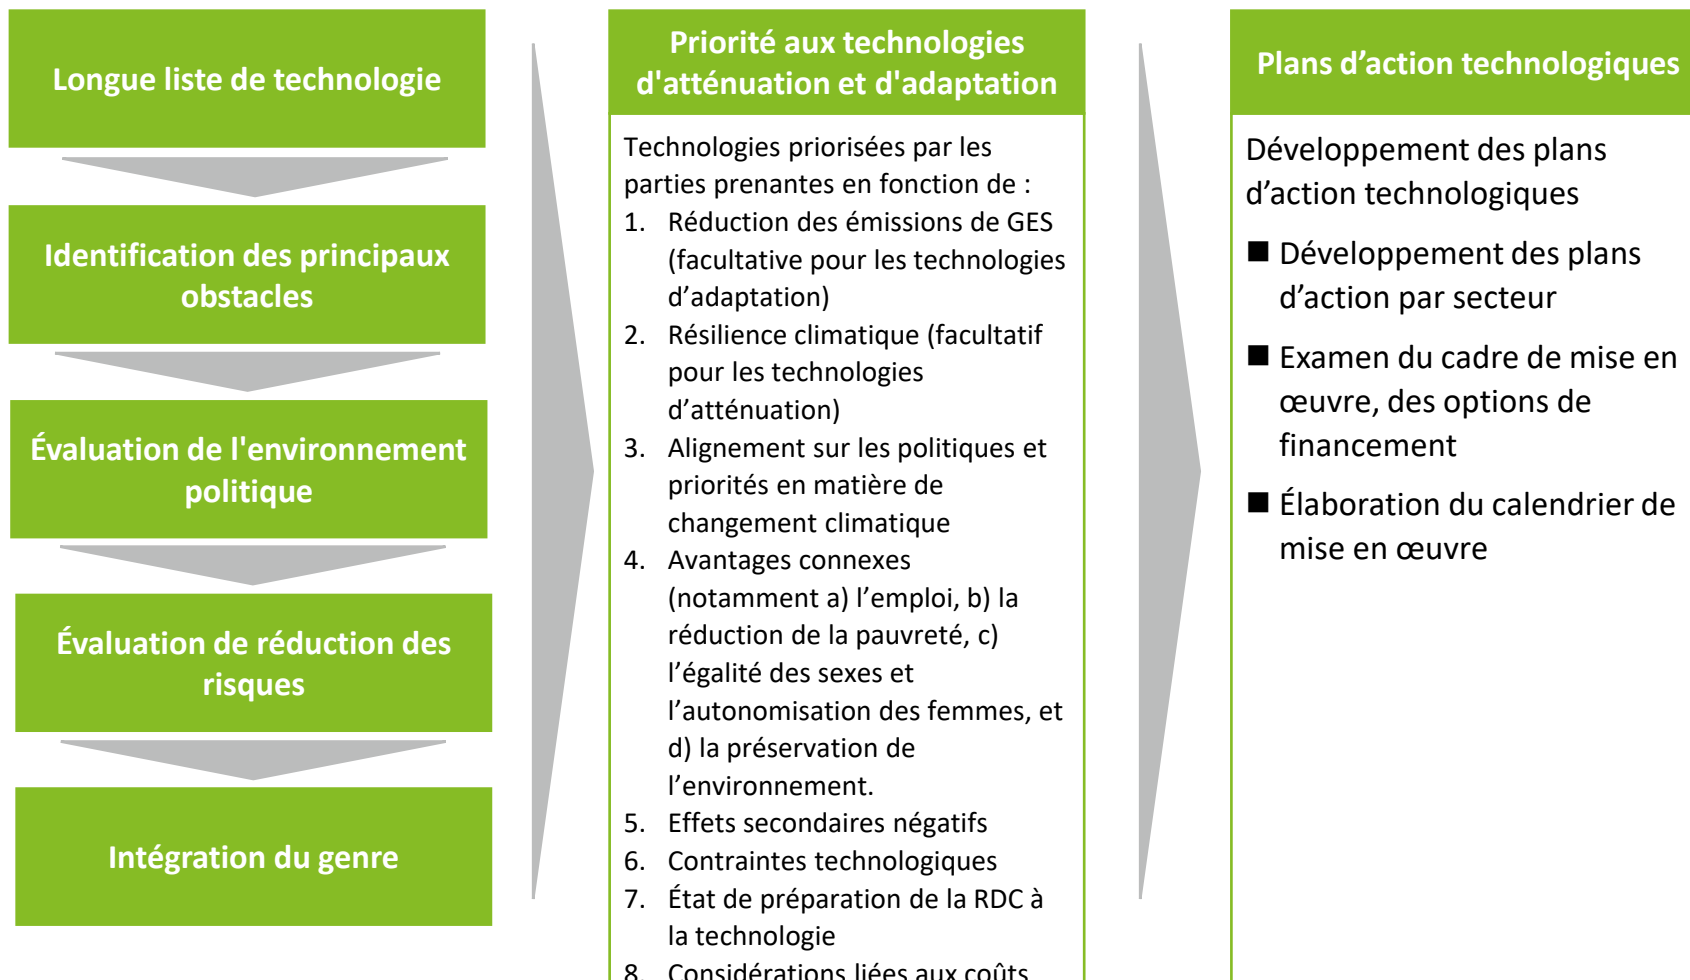 Longue liste de technologie
Identification des principaux
obstacles
Évaluation de l'environnement
politique
Évaluation de réduction des
risques
Intégration du genre
Priorité aux technologies
d'atténuation et d'adaptation
Technologies priorisées par les
parties prenantes en fonction de :
1. Réduction des émissions de GES
(facultative pour les technologies
d’adaptation)
2. Résilience climatique (facultatif
pour les technologies
d’atténuation)
3. Alignement sur les politiques et
priorités en matière de
changement climatique
4. Avantages connexes
(notamment a) l’emploi, b) la
réduction de la pauvreté, c)
l’égalité des sexes et
l’autonomisation des femmes, et
d) la préservation de
l’environnement.
5. Effets secondaires négatifs
6. Contraintes technologiques
7. État de préparation de la RDC à
la technologie
8. Considérations liées aux coûts
Plans d’action technologiques
Développement des plans
d’action technologiques
■ Développement des plans
d’action par secteur
■ Examen du cadre de mise en
œuvre, des options de
financement
■ Élaboration du calendrier de
mise en œuvre